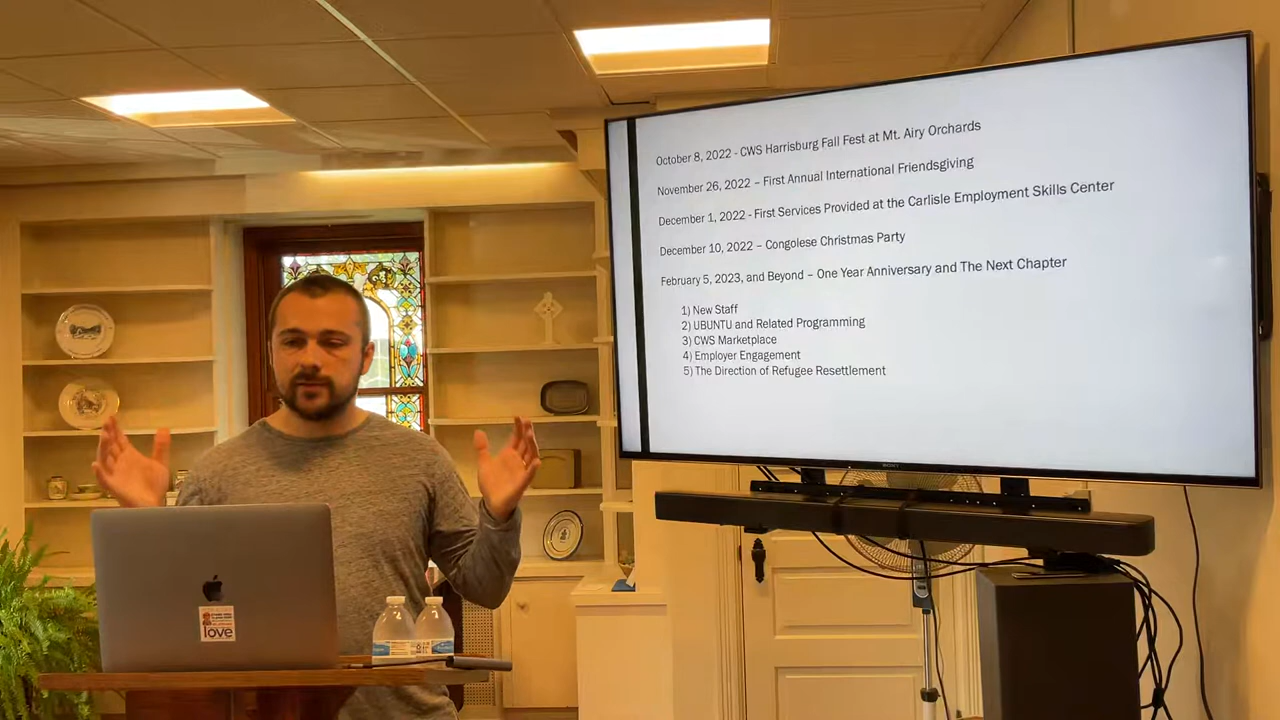 October 8, 2022 - CWS Harrisburg Fall Fest at Mt. Airy Orchards
November 26, 2022 – First Annual International Friendsgiving
December 1, 2022 - First Services Provided at the Carlisle Employment Skills Center
December 10, 2022 – Congolese Christmas Party
February 5, 2023, and Beyond – One Year Anniversary and The Next Chapter
1) New Staff
2) UBUNTU and Related Programming
3) CWS Marketplace
4) Employer Engagement
5) The Direction of Refugee Resettlement
SONY
love